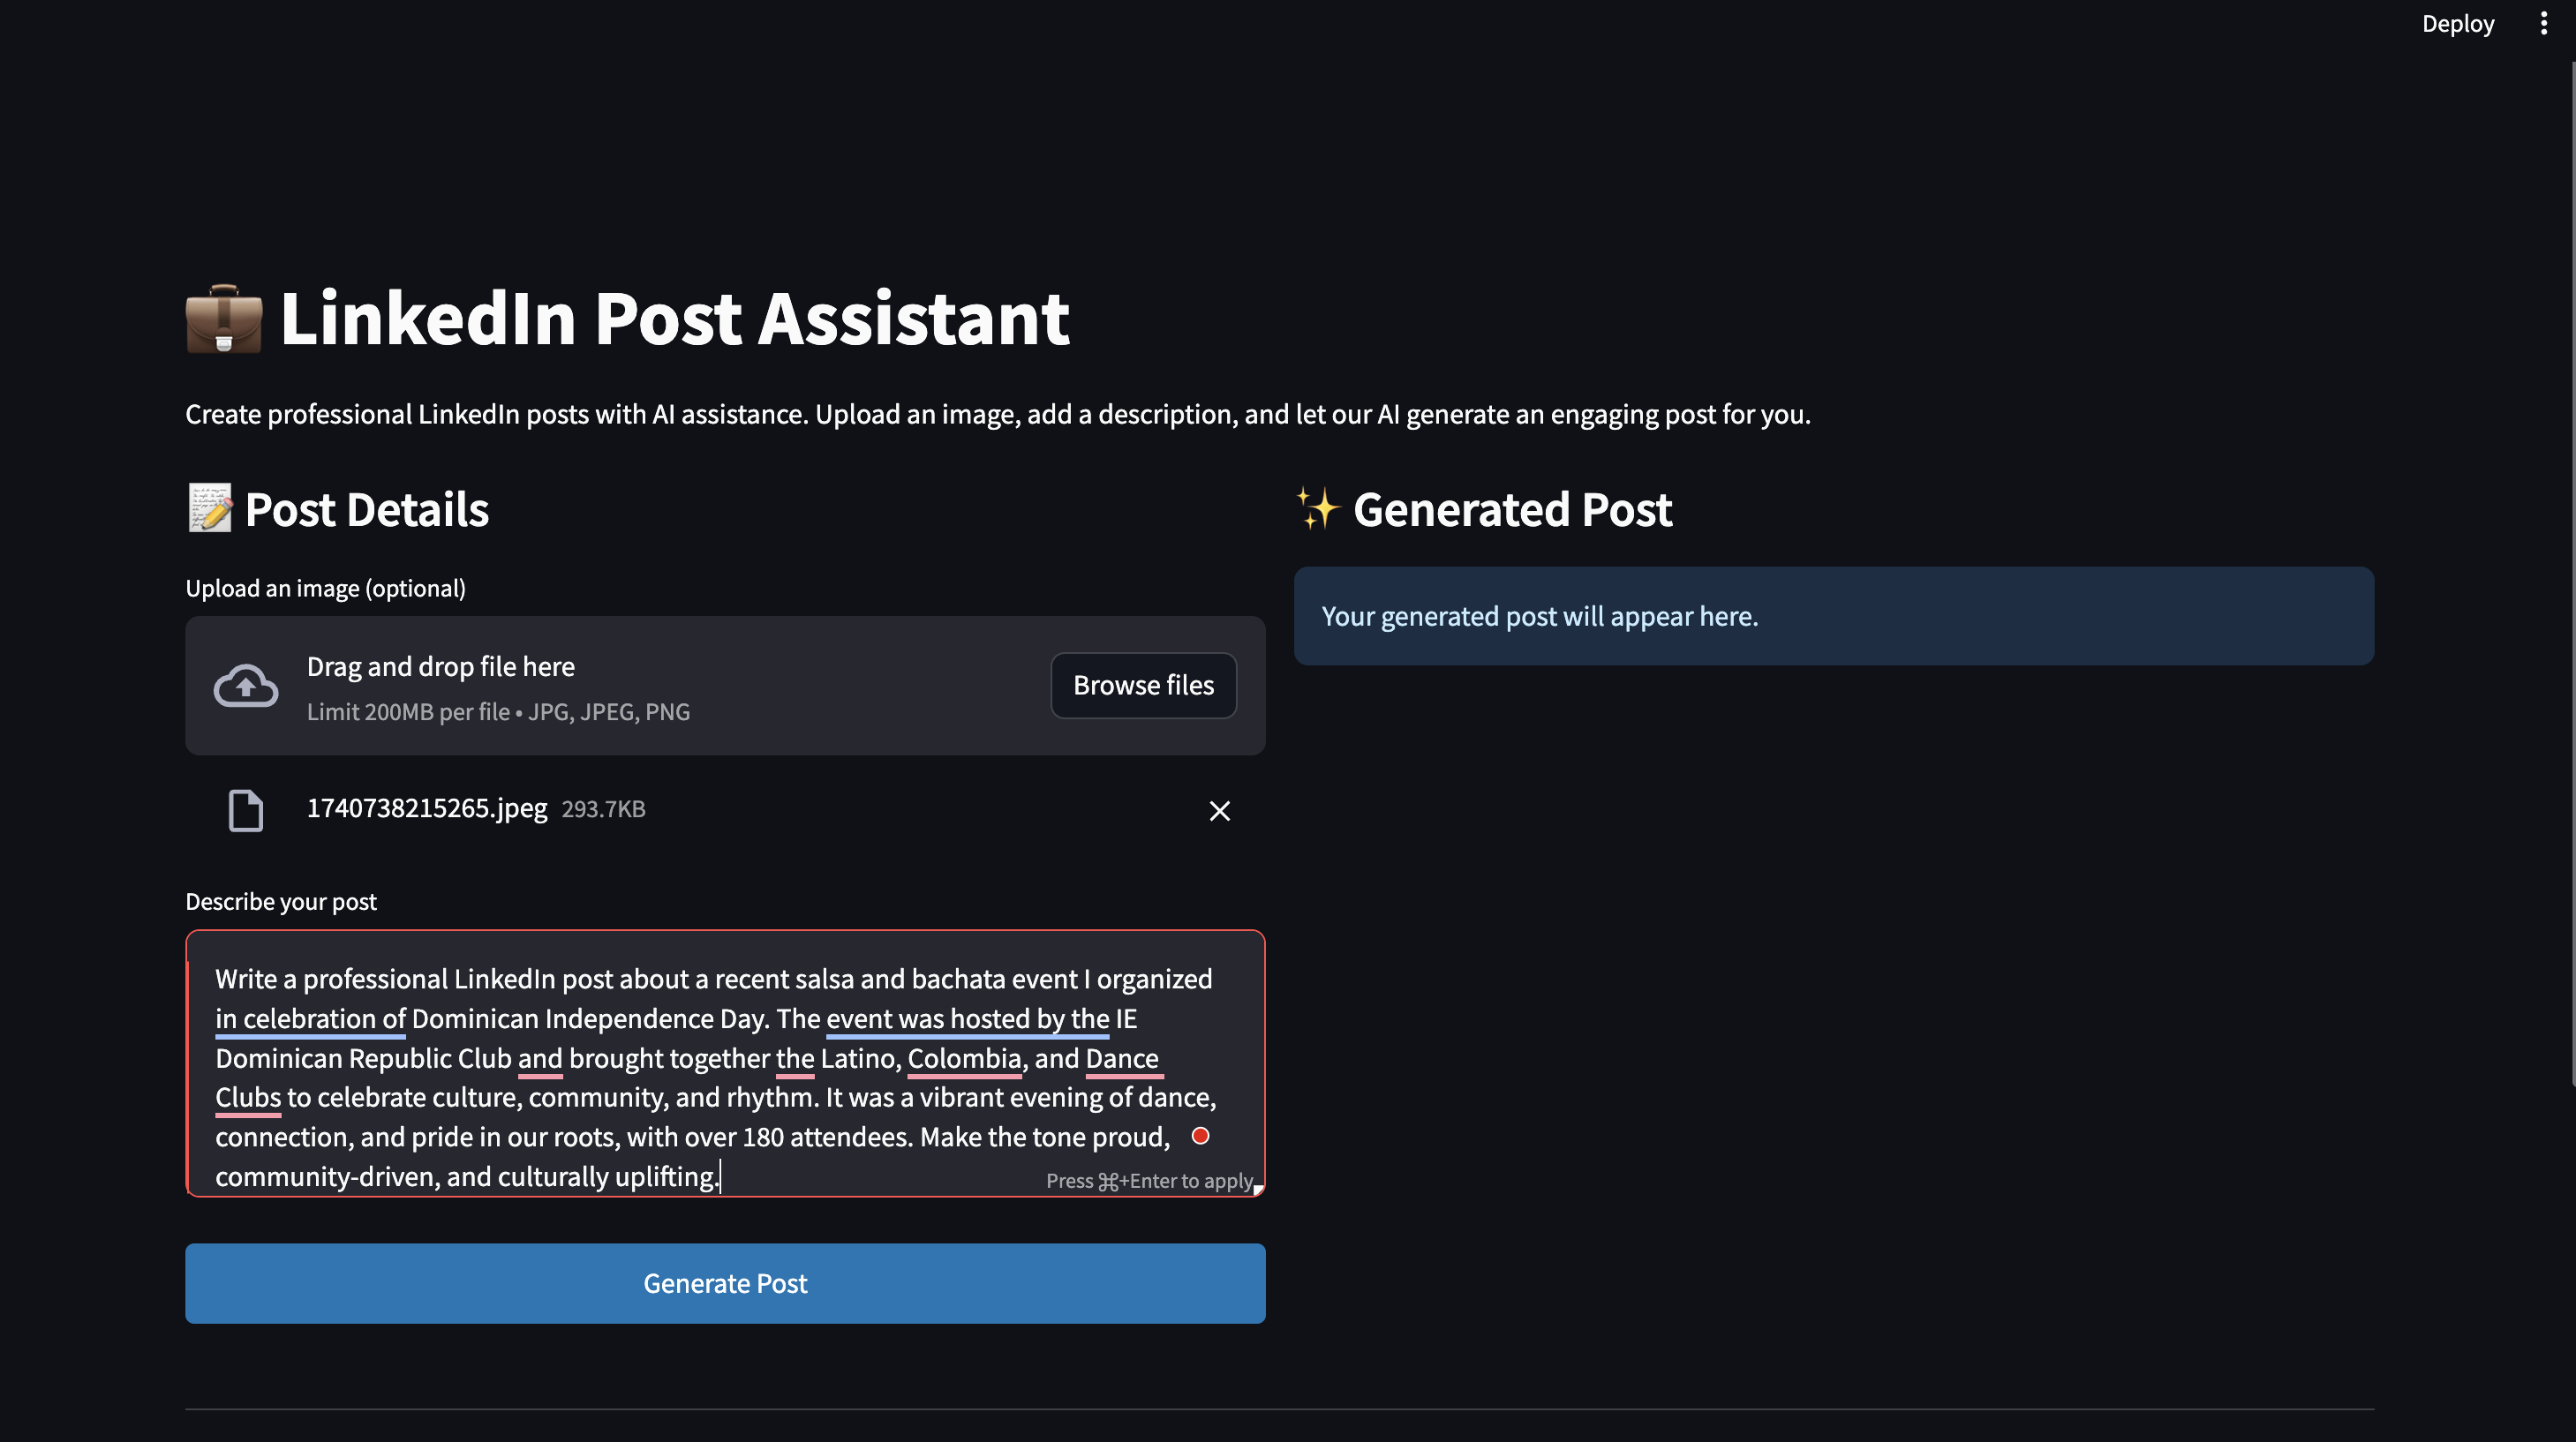 Deploy
LinkedIn Post Assistant
Create professional LinkedIn posts with AI assistance. Upload an image, add a description, and let our AI generate an engaging post for you.
Post Details
Upload an image (optional)
Drag and drop file here
Limit 200MB per file • JPG, JPEG, PNG
Browse files
1740738215265.jpeg 293.7KB
Describe your post
Write a professional LinkedIn post about a recent salsa and bachata event I organized
in celebration of Dominican Independence Day. The event was hosted by the IE
Dominican Republic Club and brought together the Latino, Colombia, and Dance
Clubs to celebrate culture, community, and rhythm. It was a vibrant evening of dance,
connection, and pride in our roots, with over 180 attendees. Make the tone proud,
community-driven, and culturally uplifting.
Press ⌘+Enter to apply
Generate Post
Generated Post
Your generated post will appear here.